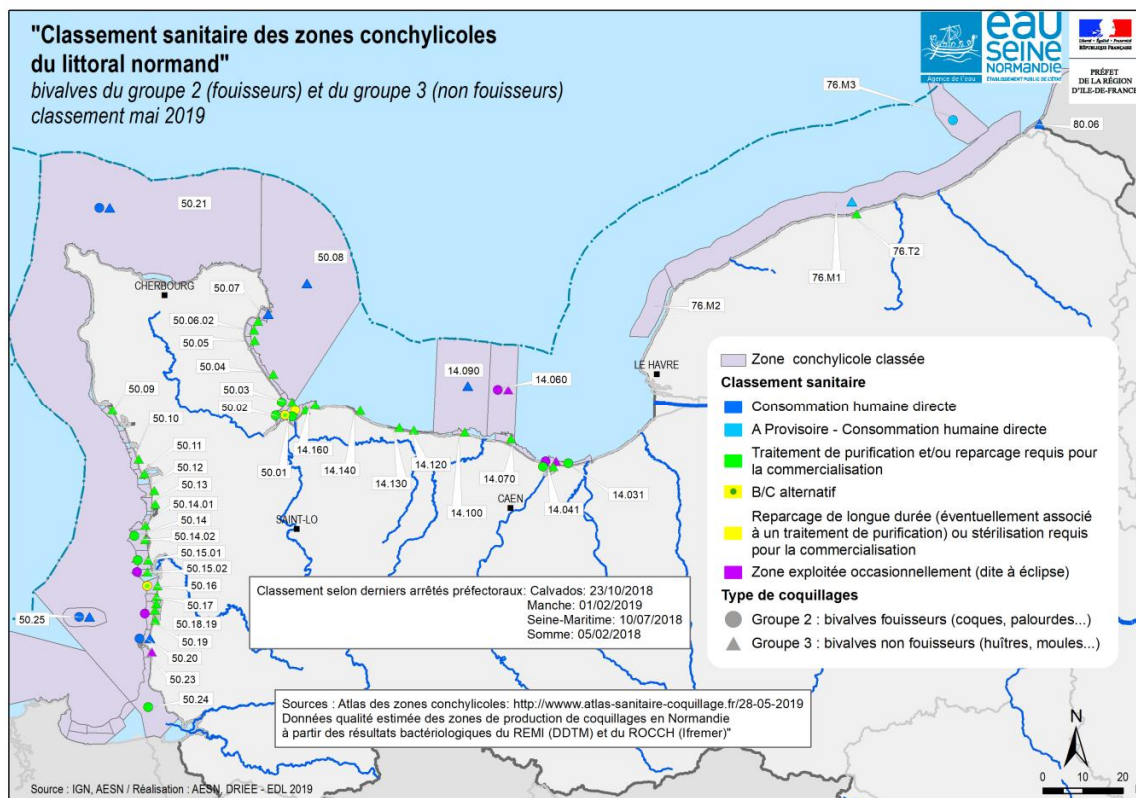 "Classement sanitaire des zones conchylicoles
du littoral normand"
bivalves du groupe 2 (fouisseurs) et du groupe 3 (non fouisseurs)
classement mai 2019
eau
SEINE
NORMANDIE
Agence de l'eau
ÉTABLISSEMENT PUBLIC DE L'ÉTAT
Liberté • Égalité • Fraternité
RÉPUBLIQUE FRANÇAISE
PRÉFET
DE LA RÉGION
D'ILE-DE-FRANCE
76.M3
80.06
50.21
50.08
76.T2
CHERBOURG
50.07
76.M1
76.M2
50.06.02
50.05
50.04
14.090
14.060
LE HAVRE
50.09
50.03
50.02
50.10
50.11
50.01
14.160
14.140
14.120
14.130
14.100
14.070
14.031
14.041
CAEN
50.12
50.13
50.14.01
SAINT-LO
50.14
50.14.02
50.15.01
50.15.02
50.16
50.17
50.18.19
50.25
50.19
50.20
50.23
50.24
Zone conchylicole classée
Classement sanitaire
Consommation humaine directe
A Provisoire - Consommation humaine directe
Traitement de purification et/ou reparcage requis pour
la commercialisation
B/C alternatif
Reparcage de longue durée (éventuellement associé
à un traitement de purification) ou stérilisation requis
pour la commercialisation
Zone exploitée occasionnellement (dite à éclipse)
Type de coquillages
Groupe 2 : bivalves fouisseurs (coques, palourdes...)
Groupe 3 : bivalves non fouisseurs (huîtres, moules...)
Classement selon derniers arrêtés préfectoraux: Calvados: 23/10/2018
Manche: 01/02/2019
Seine-Maritime: 10/07/2018
Somme: 05/02/2018
Sources : Atlas des zones conchylicoles: http://wwww.atlas-sanitaire-coquillage.fr/28-05-2019
Données qualité estimée des zones de production de coquillages en Normandie
à partir des résultats bactériologiques du REMI (DDTM) et du ROCCH (Ifremer)"
N
0 10 20
Source : IGN, AESN / Réalisation : AESN, DRIEE - EDL 2019